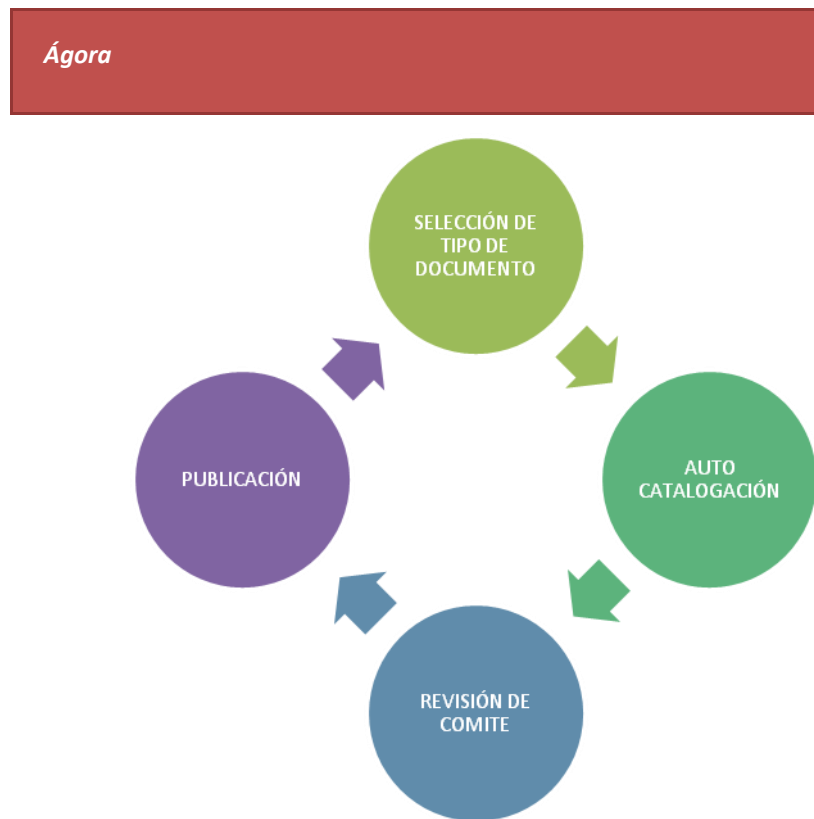 Ágora
SELECCIÓN DE
TIPO DE
DOCUMENTO
AUTO
CATALOGACIÓN
REVISIÓN DE
COMITE
PUBLICACIÓN